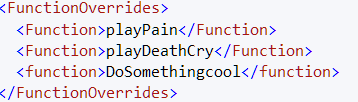 <FunctionOverrides>
<Function>playPain</Function>
<Function>playDeathCry</Function>
<function>DoSomethingcool</function>
</FunctionOverrides>